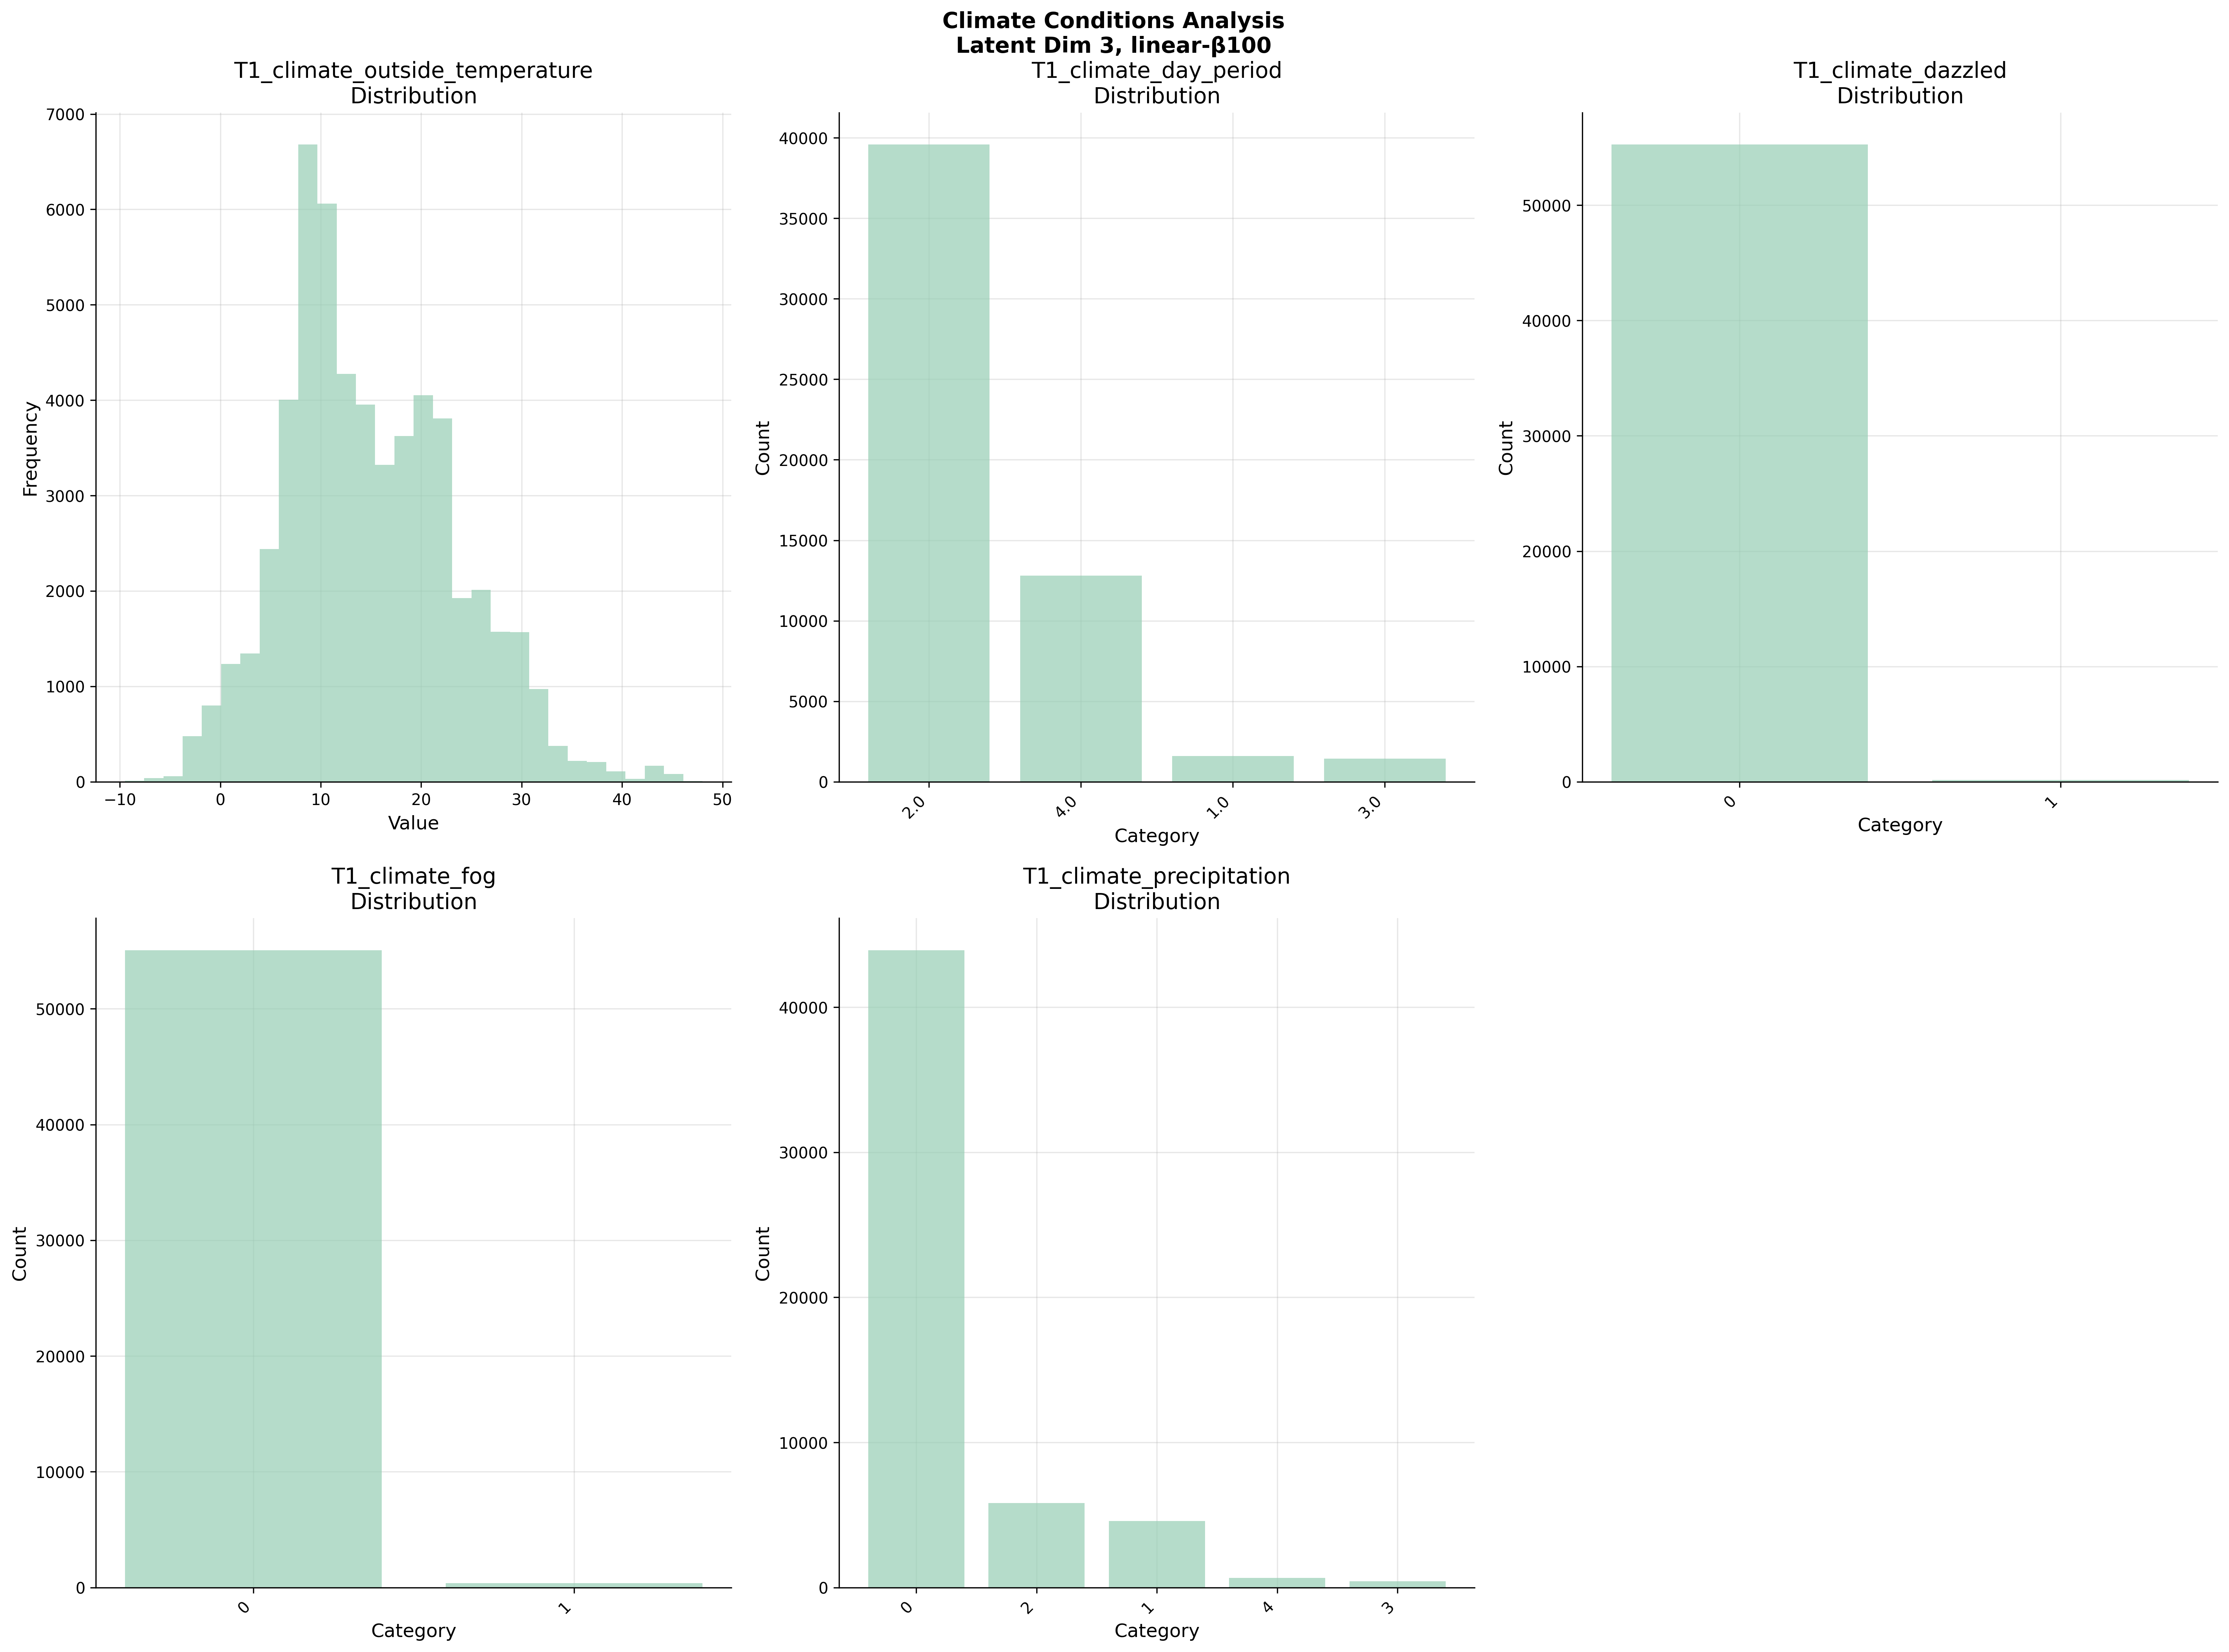 Climate Conditions Analysis
Latent Dim 3, linear-β100
T1_climate_outside_temperature
Distribution
7000
6000
5000
4000
3000
2000
1000
0
Frequency
−10
0
10
20
30
40
50
Value
T1_climate_day_period
Distribution
40000
35000
30000
25000
20000
15000
10000
5000
0
Count
2.0
4.0
1.0
3.0
Category
T1_climate_dazzled
Distribution
50000
40000
30000
20000
10000
0
Count
0
1
Category
T1_climate_fog
Distribution
50000
40000
30000
20000
10000
0
Count
0
1
Category
T1_climate_precipitation
Distribution
40000
30000
20000
10000
0
Count
0
2
1
4
3
Category